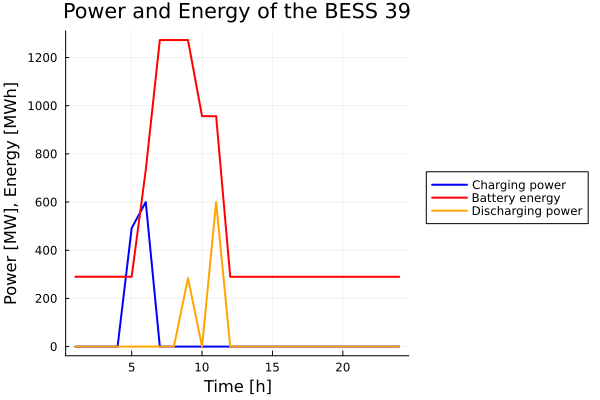 Power and Energy of the BESS 39
Power [MW], Energy [MWh]
1200
1000
800
600
400
200
0
5
10
15
20
Time [h]
Charging power
Battery energy
Discharging power